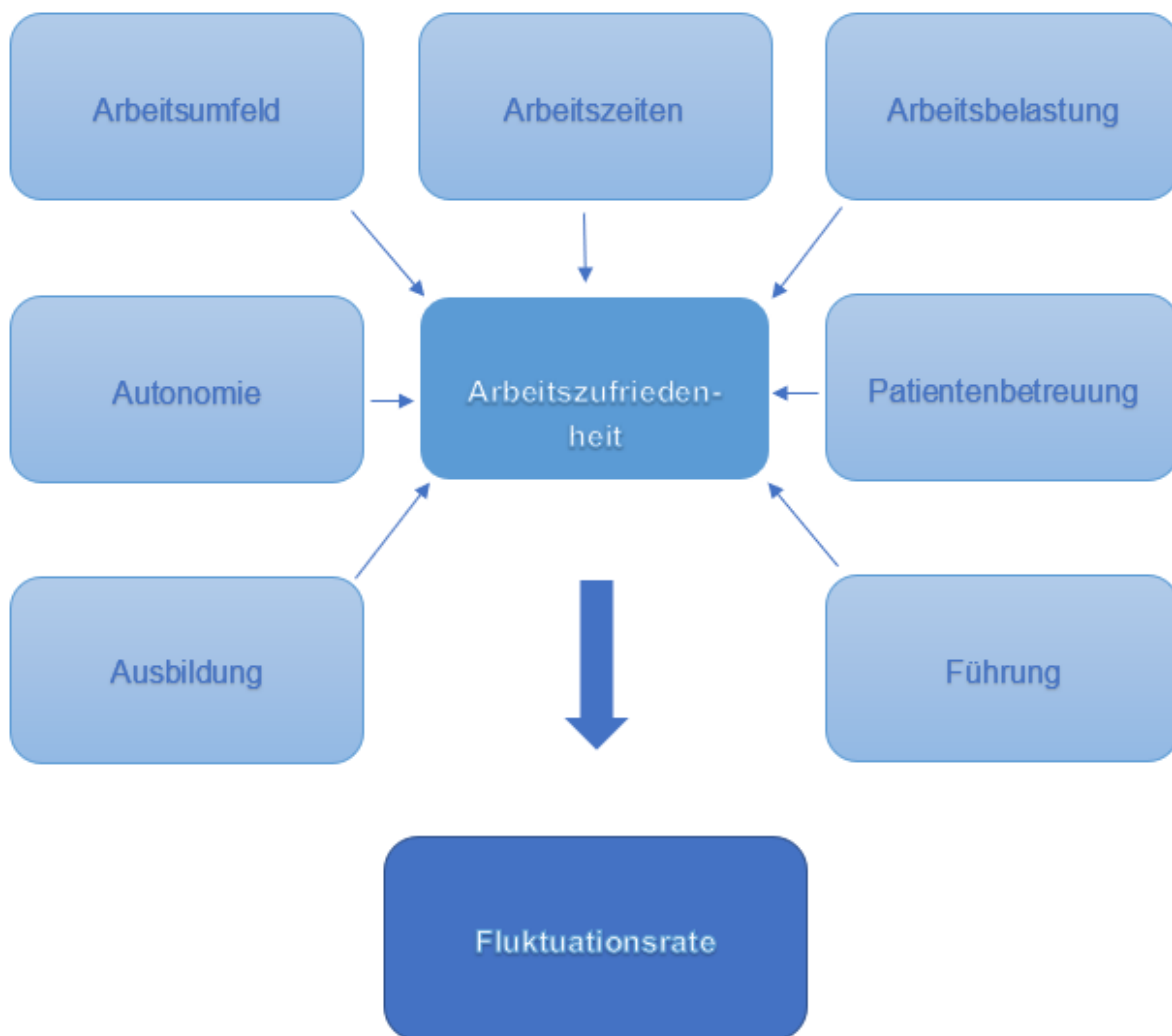 Arbeitsumfeld
Arbeitszeiten
Arbeitsbelastung
Autonomie
Arbeitszufrieden-
heit
Patientenbetreuung
Ausbildung
Führung
Fluktuationsrate